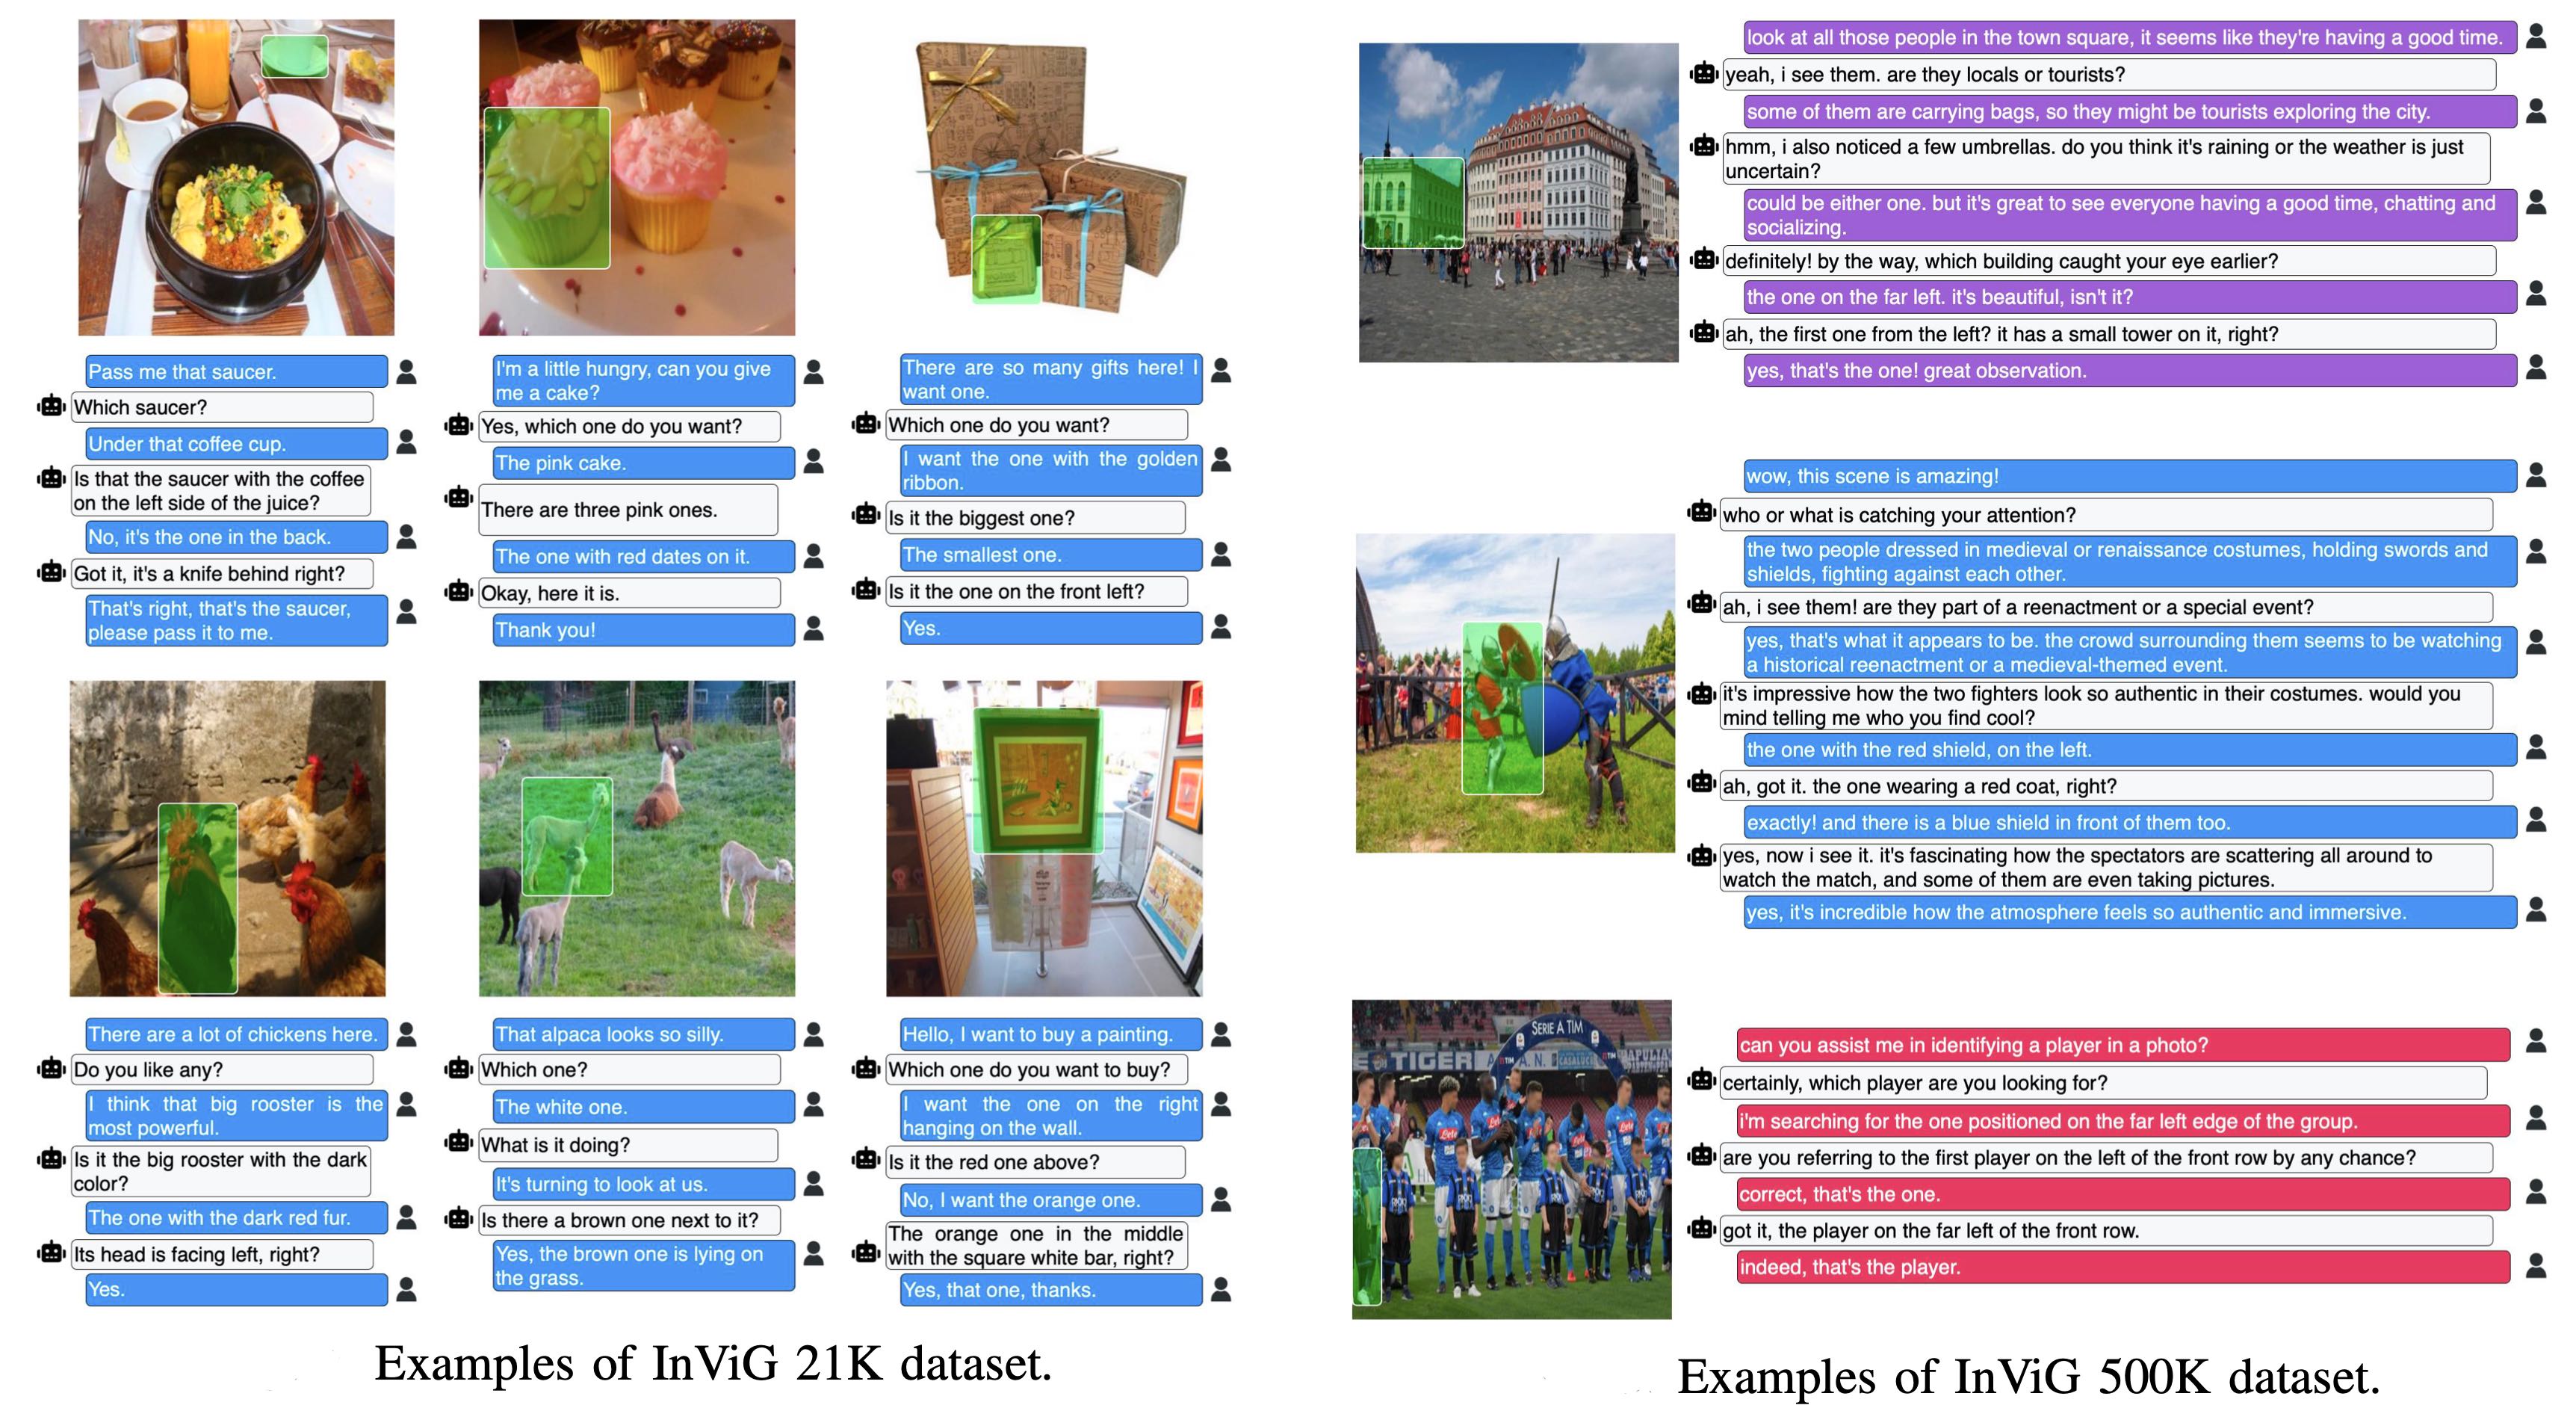 Pass me that saucer.
Which saucer?
Under that coffee cup.
Is that the saucer with the coffee
on the left side of the juice?
No, it's the one in the back.
Got it, it's a knife behind right?
That's right, that's the saucer,
please pass it to me.
I'm a little hungry, can you give
me a cake?
Yes, which one do you want?
The pink cake.
There are three pink ones.
The one with red dates on it.
Okay, here it is.
Thank you!
There are so many gifts here! I
want one.
Which one do you want?
I want the one with the golden
ribbon.
Is it the biggest one?
The smallest one.
Is it the one on the front left?
Yes.
There are a lot of chickens here.
Do you like any?
I think that big rooster is the
most powerful.
Is it the big rooster with the dark
color?
The one with the dark red fur.
Its head is facing left, right?
Yes.
That alpaca looks so silly.
Which one?
The white one.
What is it doing?
It's turning to look at us.
Is there a brown one next to it?
Yes, the brown one is lying on
the grass.
Hello, I want to buy a painting.
Which one do you want to buy?
I want the one on the right
hanging on the wall.
Is it the red one above?
No, I want the orange one.
The orange one in the middle
with the square white bar, right?
Yes, that one, thanks.
Examples of InViG 21K dataset.
look at all those people in the town square, it seems like they're having a good time.
yeah, i see them. are they locals or tourists?
some of them are carrying bags, so they might be tourists exploring the city.
hmm, i also noticed a few umbrellas. do you think it's raining or the weather is just
uncertain?
could be either one. but it's great to see everyone having a good time, chatting and
socializing.
definitely! by the way, which building caught your eye earlier?
the one on the far left. it's beautiful, isn't it?
ah, the first one from the left? it has a small tower on it, right?
yes, that's the one! great observation.
wow, this scene is amazing!
who or what is catching your attention?
the two people dressed in medieval or renaissance costumes, holding swords and
shields, fighting against each other.
ah, i see them! are they part of a reenactment or a special event?
yes, that's what it appears to be. the crowd surrounding them seems to be watching
a historical reenactment or a medieval-themed event.
it's impressive how the two fighters look so authentic in their costumes. would you
mind telling me who you find cool?
the one with the red shield, on the left.
ah, got it. the one wearing a red coat, right?
exactly! and there is a blue shield in front of them too.
yes, now i see it. it's fascinating how the spectators are scattering all around to
watch the match, and some of them are even taking pictures.
yes, it's incredible how the atmosphere feels so authentic and immersive.
SERIE A TIM
TIGER
can you assist me in identifying a player in a photo?
certainly, which player are you looking for?
i'm searching for the one positioned on the far left edge of the group.
are you referring to the first player on the left of the front row by any chance?
correct, that's the one.
got it, the player on the far left of the front row.
indeed, that's the player.
Examples of InViG 500K dataset.